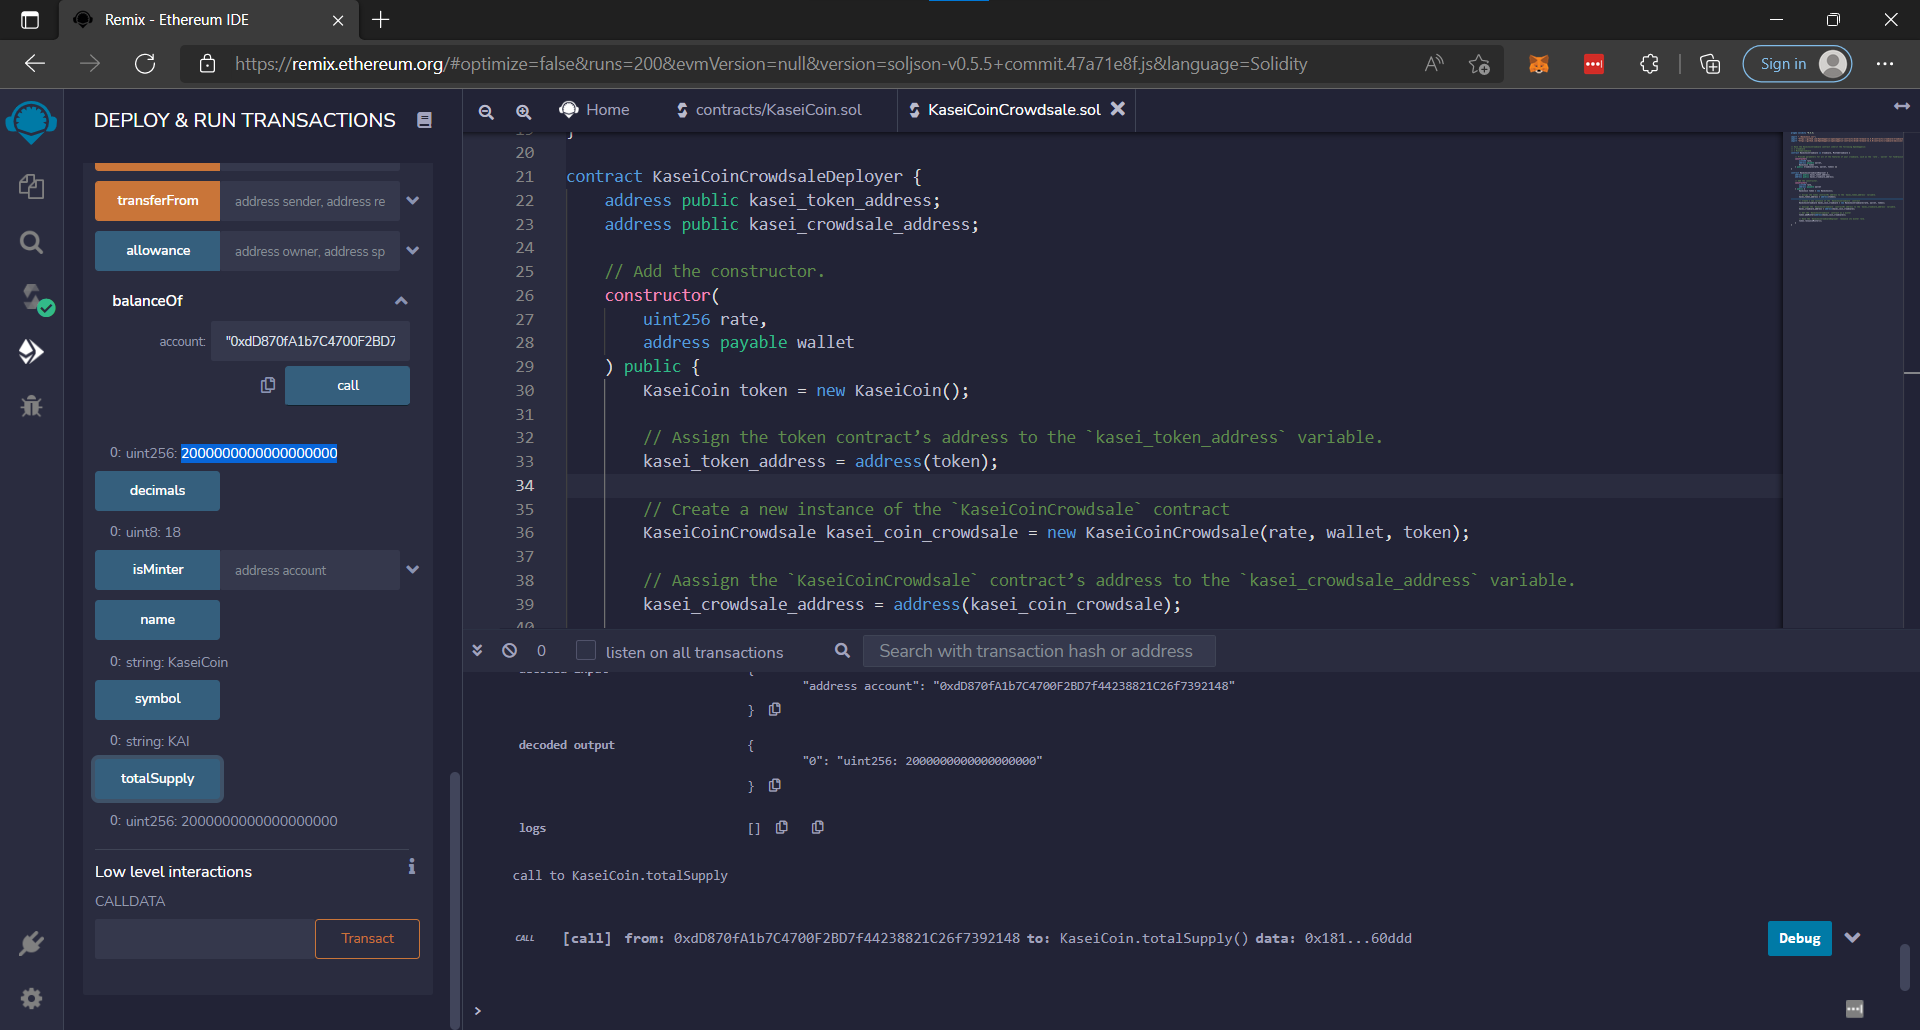 Remix - Ethereum IDE
https://remix.ethereum.org/#optimize=false&runs=200&evmVersion=null&version=soljson-v0.5.5+commit.47a71e8f.js&language=Solidity
Sign in
DEPLOY & RUN TRANSACTIONS
transferFrom
address sender, address re
allowance
address owner, address sp
balanceOf
account:
"0xdD870fA1b7C4700F2BD7
call
0: uint256: 2000000000000000000
decimals
0: uint8: 18
isMinter
address account
name
0: string: KaseiCoin
symbol
0: string: KAI
totalSupply
0: uint256: 2000000000000000000
Low level interactions
CALLDATA
Transact
Home
contracts/KaseiCoin.sol
KaseiCoinCrowdsale.sol
20
21 contract KaseiCoinCrowdsaleDeployer {
22 address public kasei_token_address;
23 address public kasei_crowdsale_address;
24
25 // Add the constructor.
26 constructor(
27 uint256 rate,
28 address payable wallet
29 ) public {
30 KaseiCoin token = new KaseiCoin();
31
32 // Assign the token contract’s address to the `kasei_token_address` variable.
33 kasei_token_address = address(token);
34
35 // Create a new instance of the `KaseiCoinCrowdsale` contract
36 KaseiCoinCrowdsale kasei_coin_crowdsale = new KaseiCoinCrowdsale(rate, wallet, token);
37
38 // Aassign the `KaseiCoinCrowdsale` contract’s address to the `kasei_crowdsale_address` variable.
39 kasei_crowdsale_address = address(kasei_coin_crowdsale);
0
listen on all transactions
Search with transaction hash or address
"address account": "0xdD870fA1b7C4700F2BD7f44238821C26f7392148"
}
decoded output
{
"0": "uint256: 2000000000000000000"
}
logs
[]
call to KaseiCoin.totalSupply
CALL
[call] from: 0xdD870fA1b7C4700F2BD7f44238821C26f7392148 to: KaseiCoin.totalSupply() data: 0x181...60ddd
Debug
>